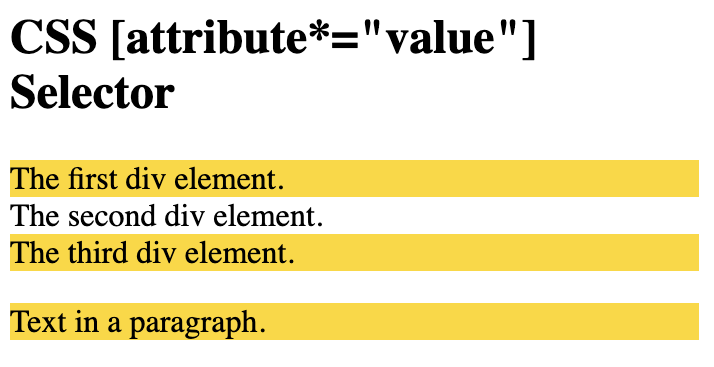 CSS [attribute*="value"]
Selector
The first div element.
The second div element.
The third div element.
Text in a paragraph.